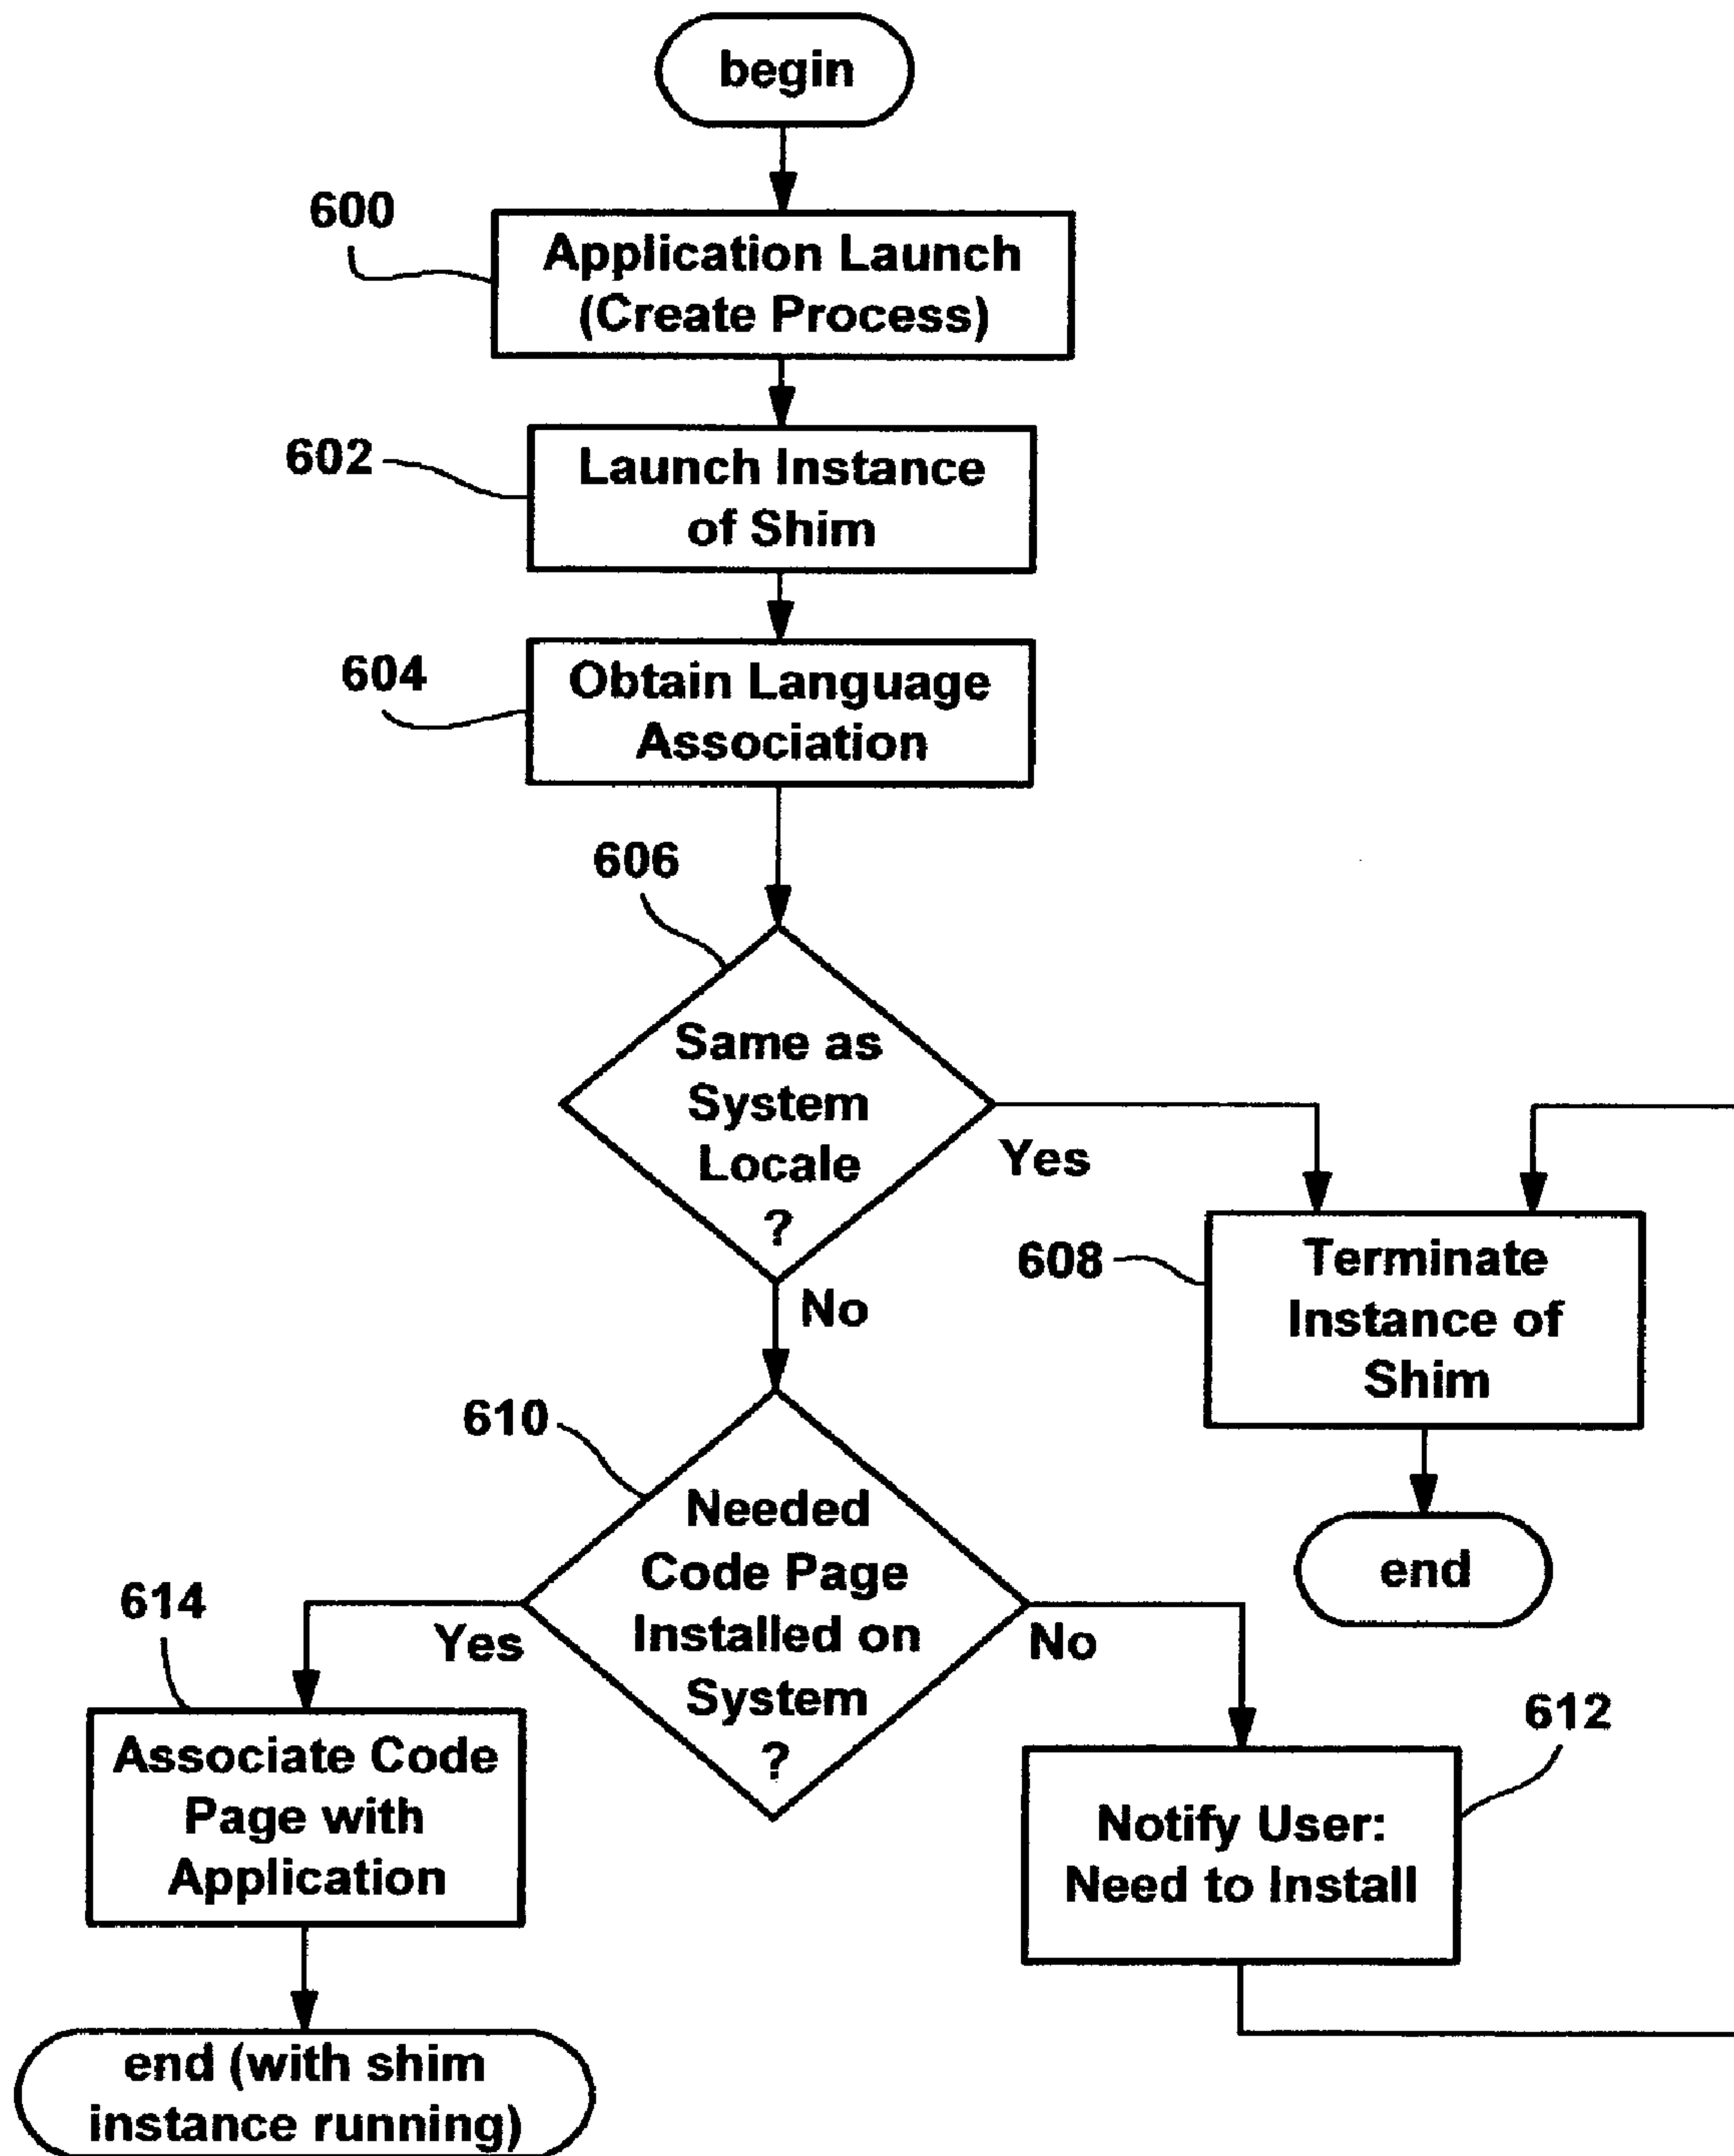 begin
600
Application Launch
(Create Process)
602
Launch Instance
of Shim
604
Obtain Language
Association
606
Same as
System
Locale
?
Yes
No
608
Terminate
Instance of
Shim
end
610
Needed
Code Page
Installed on
System
?
Yes
No
614
Associate Code
Page with
Application
612
Notify User:
Need to Install
end (with shim
instance running)